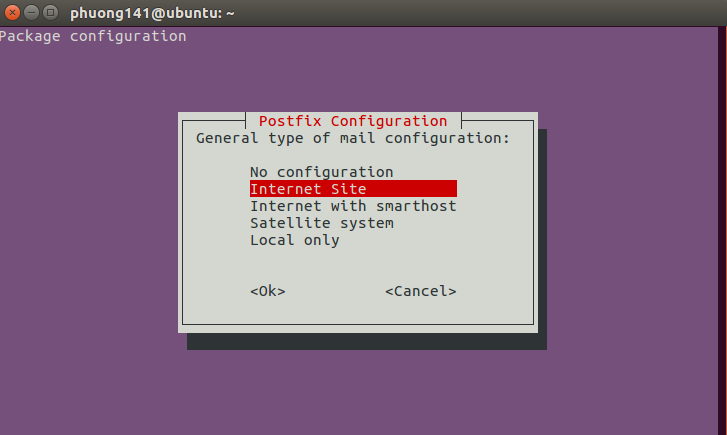 phuong141@ubuntu: ~
Package configuration
Postfix Configuration
General type of mail configuration:
No configuration
Internet Site
Internet with smarthost
Satellite system
Local only
<Ok> <Cancel>